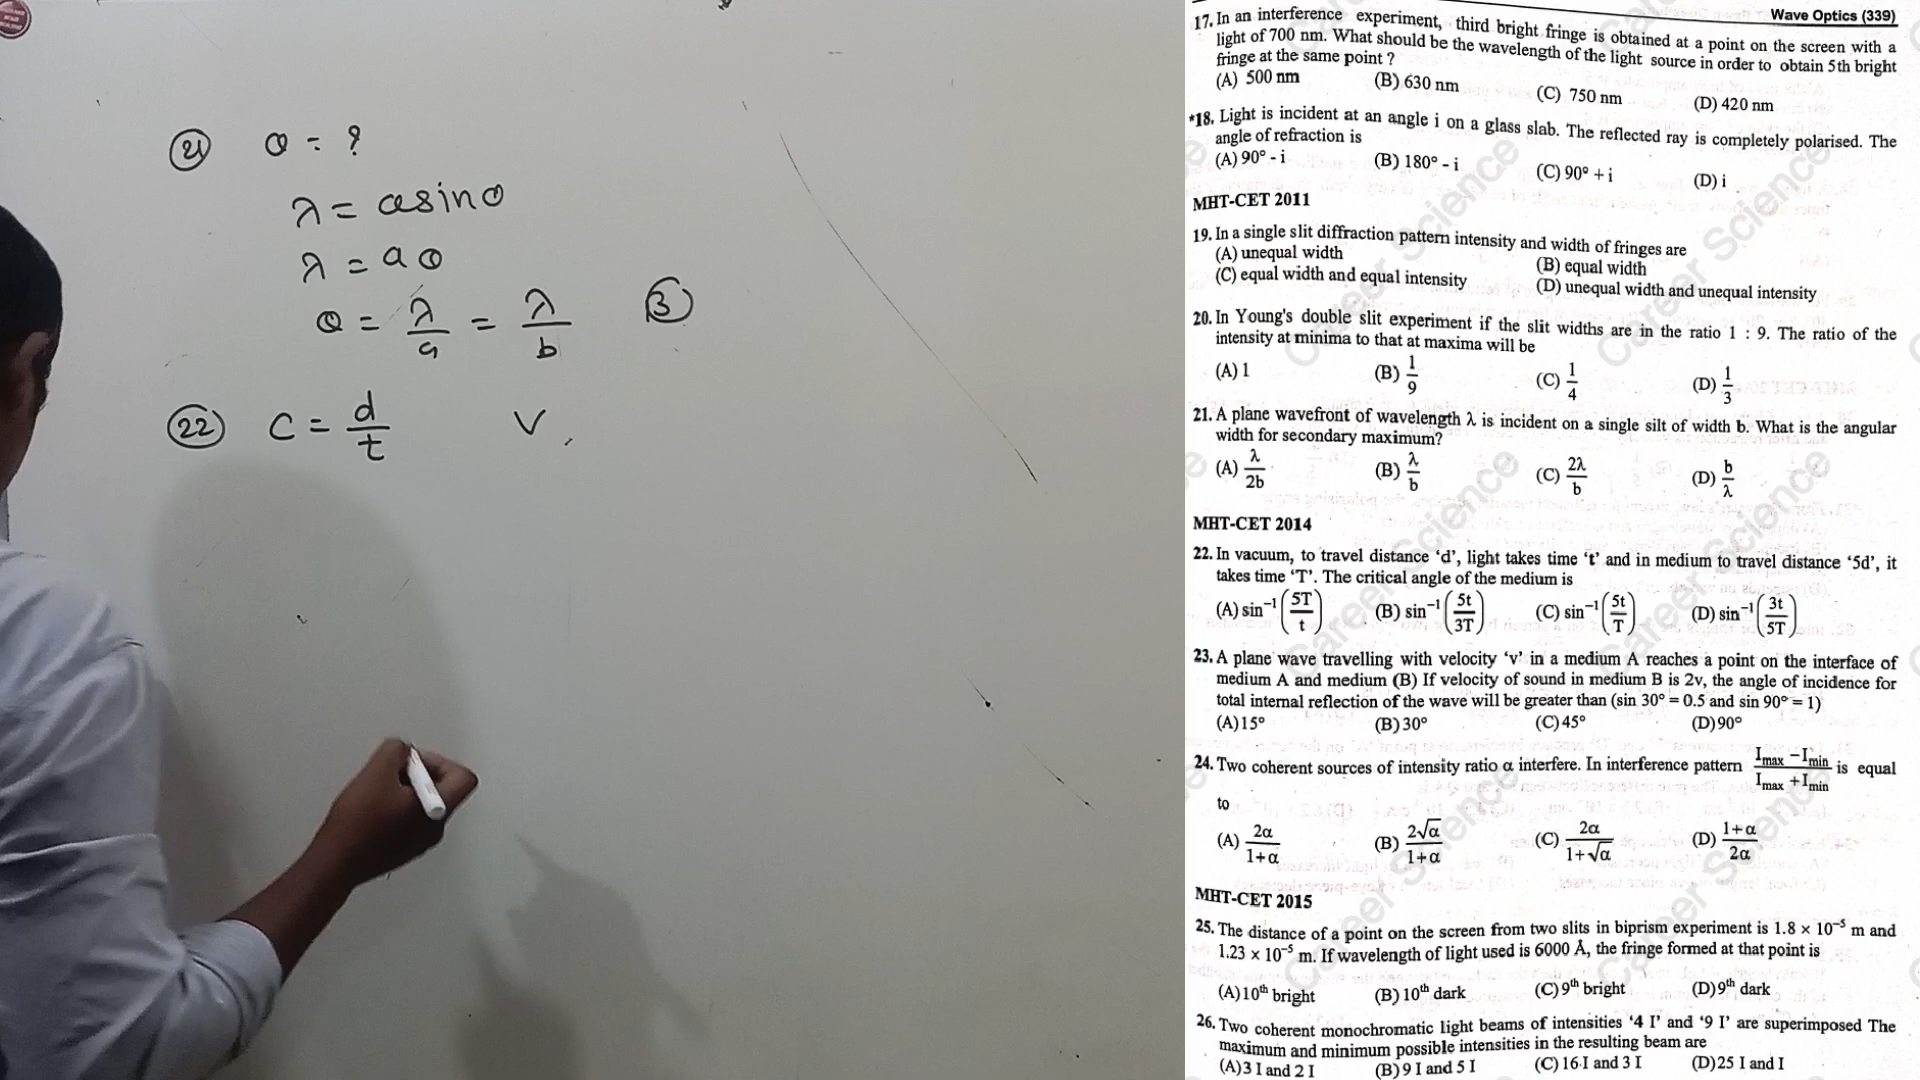 21 θ = ?
λ = a sin θ
λ = a θ
θ = λ/a = λ/b B
22 C = d/t V
Wave Optics (339)
17. In an interference experiment, third bright fringe is obtained at a point on the screen with a
light of 700 nm. What should be the wavelength of the light source in order to obtain 5th bright
fringe at the same point ?
(A) 500 nm (B) 630 nm (C) 750 nm (D) 420 nm
*18. Light is incident at an angle i on a glass slab. The reflected ray is completely polarised. The
angle of refraction is
(A) 90° - i (B) 180° - i (C) 90° + i (D) i
MHT-CET 2011
19. In a single slit diffraction pattern intensity and width of fringes are
(A) unequal width (B) equal width
(C) equal width and equal intensity (D) unequal width and unequal intensity
20. In Young's double slit experiment if the slit widths are in the ratio 1 : 9. The ratio of the
intensity at minima to that at maxima will be
(A) 1 (B) 1/9 (C) 1/4 (D) 1/3
21. A plane wavefront of wavelength λ is incident on a single silt of width b. What is the angular
width for secondary maximum?
(A) λ/2b (B) λ/b (C) 2λ/b (D) b/λ
MHT-CET 2014
22. In vacuum, to travel distance ‘d’, light takes time ‘t’ and in medium to travel distance ‘5d’, it
takes time ‘T’. The critical angle of the medium is
(A) sin⁻¹(5T/t) (B) sin⁻¹(5t/3T) (C) sin⁻¹(5t/T) (D) sin⁻¹(3t/5T)
23. A plane wave travelling with velocity ‘v’ in a medium A reaches a point on the interface of
medium A and medium (B) If velocity of sound in medium B is 2v, the angle of incidence for
total internal reflection of the wave will be greater than (sin 30° = 0.5 and sin 90° = 1)
(A) 15° (B) 30° (C) 45° (D) 90°
24. Two coherent sources of intensity ratio α interfere. In interference pattern (Imax – Imin)/(Imax + Imin) is equal
to
(A) 2α/(1+α) (B) 2√α/(1+α) (C) 2α/(1+√α) (D) (1+α)/2α
MHT-CET 2015
25. The distance of a point on the screen from two slits in biprism experiment is 1.8 × 10⁻⁵ m and
1.23 × 10⁻⁵ m. If wavelength of light used is 6000 Å, the fringe formed at that point is
(A) 10th bright (B) 10th dark (C) 9th bright (D) 9th dark
26. Two coherent monochromatic light beams of intensities ‘4 I’ and ‘9 I’ are superimposed The
maximum and minimum possible intensities in the resulting beam are
(A) 3 I and 2 I (B) 9 I and 5 I (C) 16 I and 3 I (D) 25 I and I